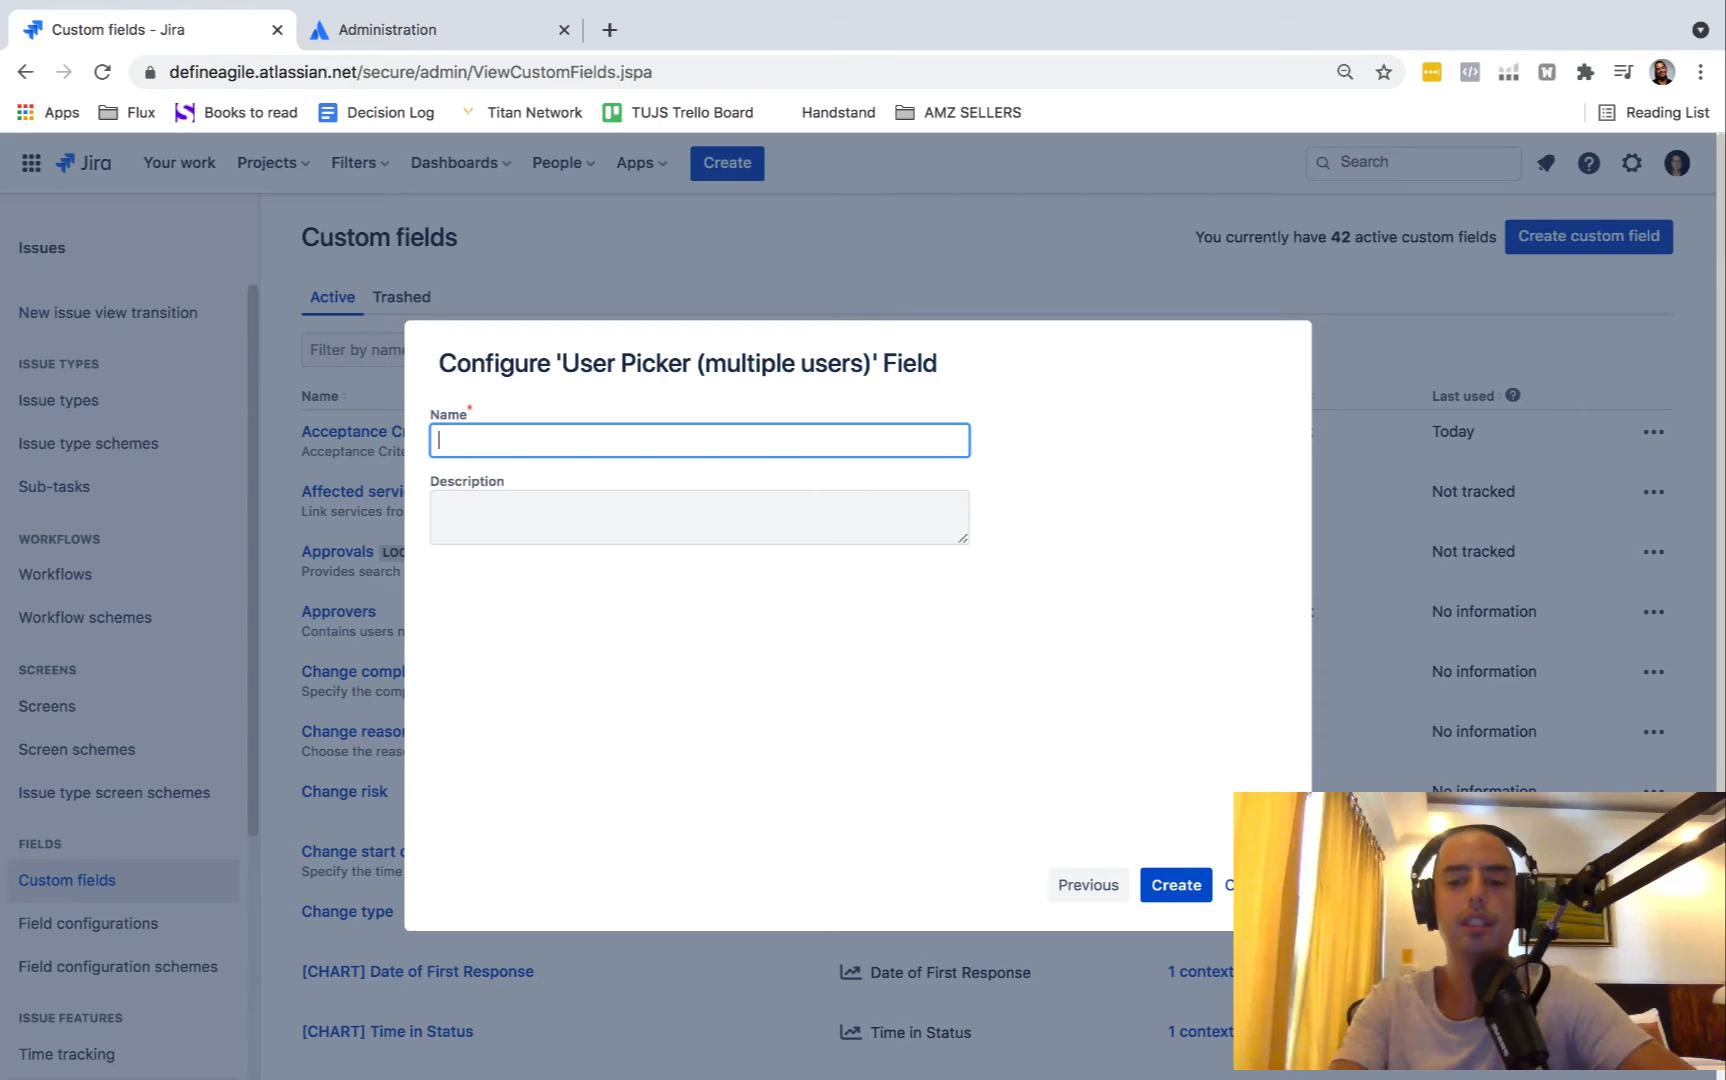 Custom fields - Jira
Administration
defineagile.atlassian.net/secure/admin/ViewCustomFields.jspa
Apps
Flux
Books to read
Decision Log
Titan Network
TUJS Trello Board
Handstand
AMZ SELLERS
Reading List
Jira
Your work
Projects
Filters
Dashboards
People
Apps
Create
Search
Issues
New issue view transition
ISSUE TYPES
Issue types
Issue type schemes
Sub-tasks
WORKFLOWS
Workflows
Workflow schemes
SCREENS
Screens
Screen schemes
Issue type screen schemes
FIELDS
Custom fields
Field configurations
Field configuration schemes
ISSUE FEATURES
Time tracking
Custom fields
You currently have 42 active custom fields
Create custom field
Active
Trashed
Filter by name
Name
Last used
Acceptance Cr
Acceptance Crite
Today
Affected servi
Link services fro
Not tracked
Approvals LOC
Provides search
Not tracked
Approvers
Contains users n
No information
Change compl
Specify the comp
No information
Change reason
Choose the reas
No information
Change risk
No information
Change start d
Specify the time
Change type
[CHART] Date of First Response
Date of First Response
1 context
[CHART] Time in Status
Time in Status
1 context
Configure 'User Picker (multiple users)' Field
Name*
Description
Previous
Create
C